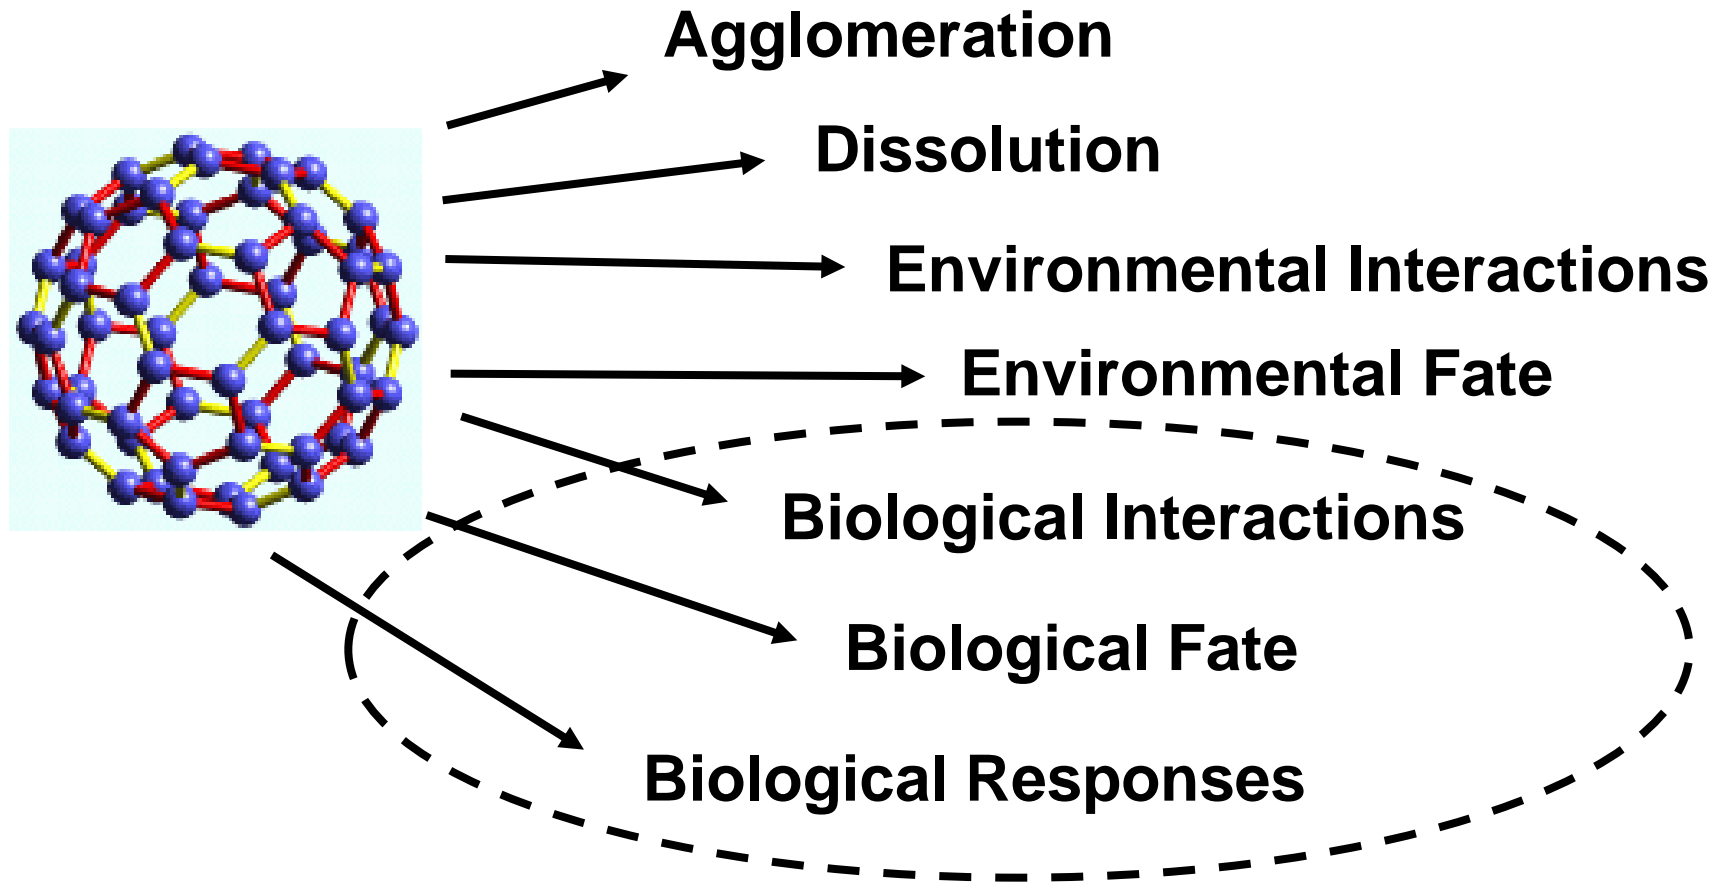 Agglomeration
Dissolution
Environmental Interactions
Environmental Fate
Biological Interactions
Biological Fate
Biological Responses